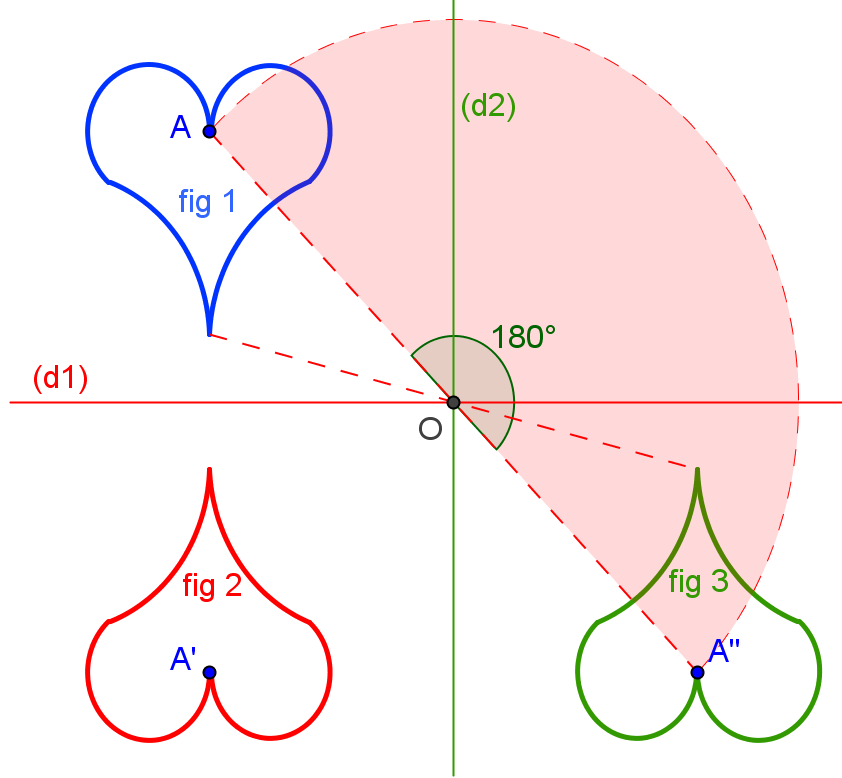 (d2)
A
fig 1
180°
(d1)
O
fig 2
fig 3
A'
A"